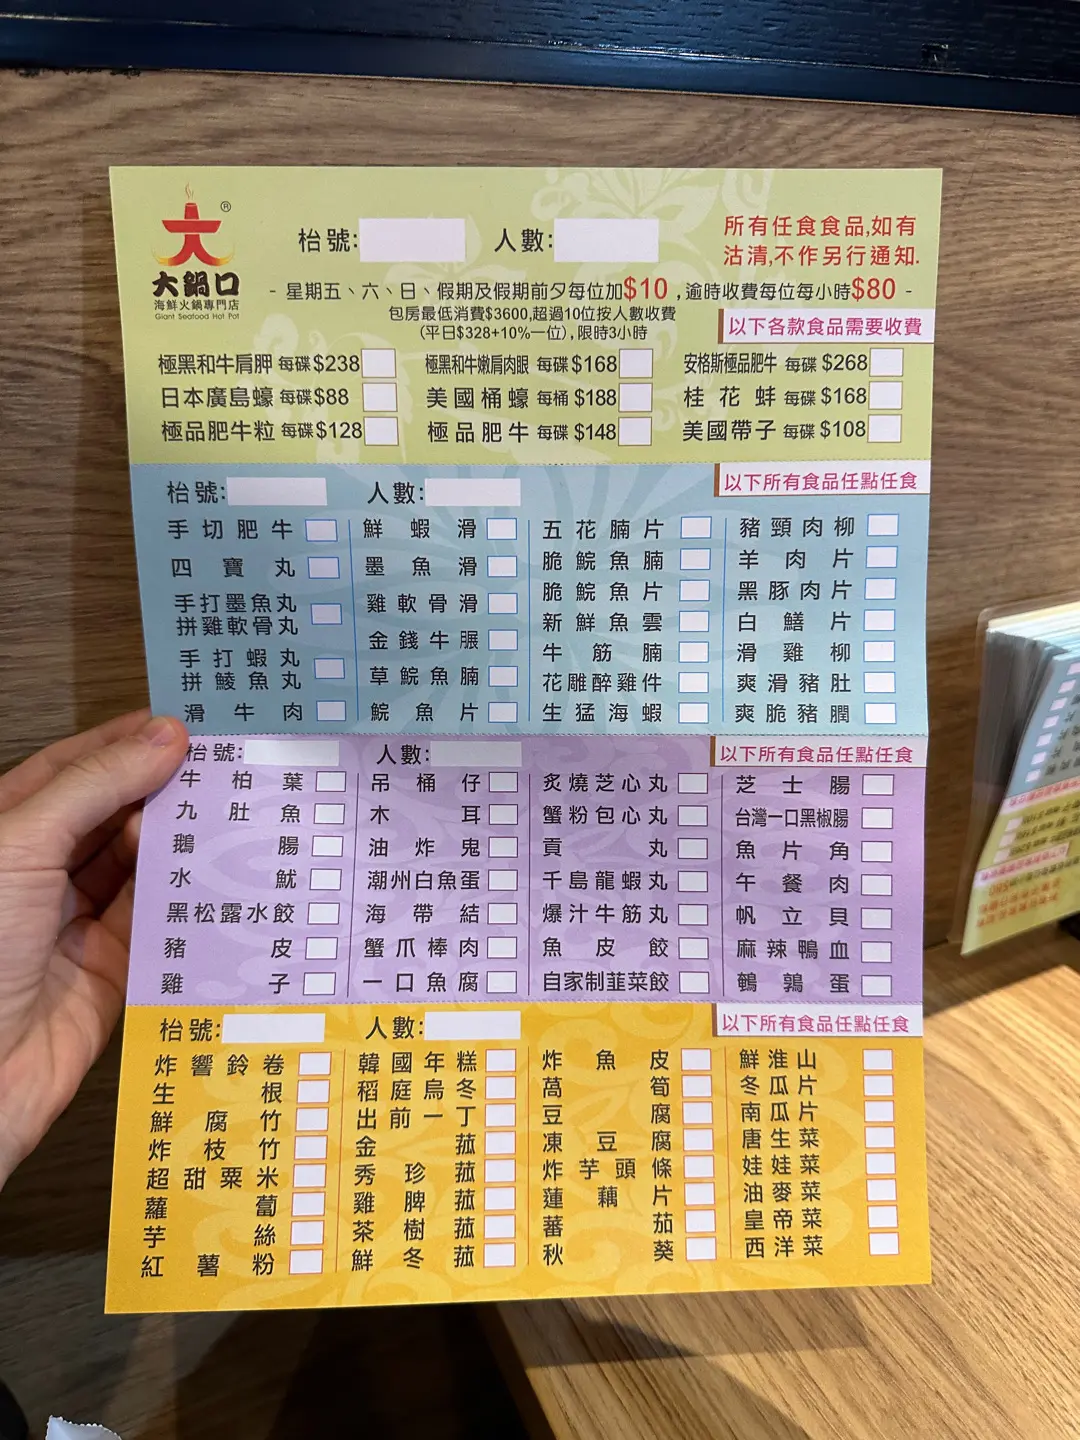 大鍋口®
海鮮火鍋專門店
Giant Seafood Hot Pot
枱號:
人數:
所有任食食品,如有
沽清,不作另行通知.
- 星期五、六、日、假期及假期前夕每位加$10 ,逾時收費每位每小時$80 -
包房最低消費$3600,超過10位按人數收費
(平日$328+10%一位),限時3小時
以下各款食品需要收費
極黑和牛肩胛 每碟$238
極黑和牛嫩肩肉眼 每碟$168
安格斯極品肥牛 每碟$268
日本廣島蠔 每碟$88
美國桶蠔 每桶$188
桂花蚌 每碟$168
極品肥牛粒 每碟$128
極品肥牛 每碟$148
美國帶子 每碟$108
枱號:
人數:
以下所有食品任點任食
手切肥牛
四寶丸
手打墨魚丸
拼雞軟骨丸
手打蝦丸
拼鯪魚丸
滑牛肉
鮮蝦滑
墨魚滑
雞軟骨滑
金錢牛𦟌
草鯇魚腩
鯇魚片
五花腩片
脆鯇魚腩
脆鯇魚片
新鮮魚雲
牛筋腩
花雕醉雞件
生猛海蝦
豬頸肉柳
羊肉片
黑豚肉片
白鱔片
滑雞柳
爽滑豬肚
爽脆豬膶
枱號:
人數:
以下所有食品任點任食
牛柏葉
九肚魚
鵝腸
水魷
黑松露水餃
豬皮
雞子
吊桶仔
木耳
油炸鬼
潮州白魚蛋
海帶結
蟹爪棒肉
一口魚腐
炙燒芝心丸
蟹粉包心丸
貢丸
千島龍蝦丸
爆汁牛筋丸
魚皮餃
自家制韮菜餃
芝士腸
台灣一口黑椒腸
魚片角
午餐肉
帆立貝
麻辣鴨血
鵪鶉蛋
枱號:
人數:
以下所有食品任點任食
炸響鈴卷
生根
鮮腐竹
炸枝竹
超甜粟米
蘿蔔
芋絲
紅薯粉
韓國年糕
稻庭烏冬
出前一丁
金菰
秀珍菰
雞脾菰
茶樹菰
鮮冬菰
炸魚皮
萵筍
豆腐
凍豆腐
炸芋頭條
蓮藕片
蕃茄
秋葵
鮮淮山
冬瓜片
南瓜片
唐生菜
娃娃菜
油麥菜
皇帝菜
西洋菜